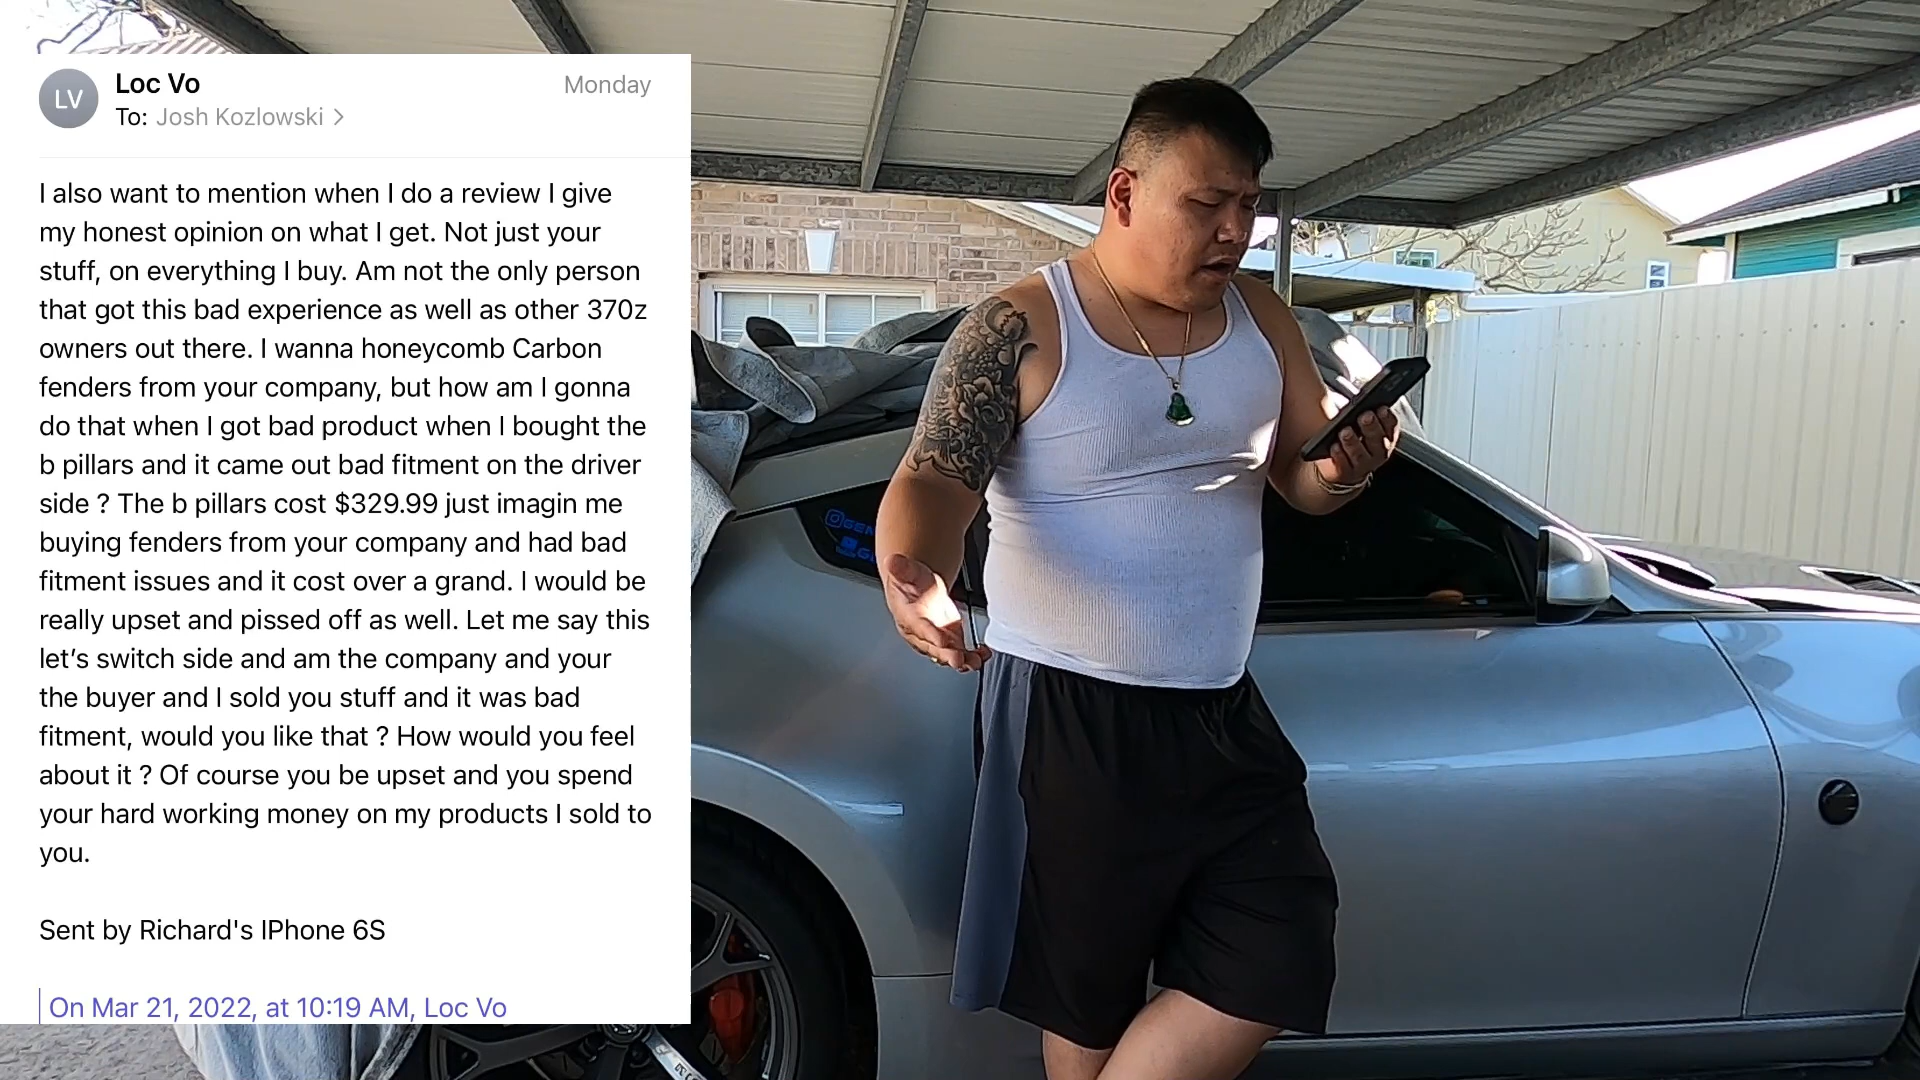 LV
Loc Vo
Monday
To: Josh Kozlowski >
I also want to mention when I do a review I give
my honest opinion on what I get. Not just your
stuff, on everything I buy. Am not the only person
that got this bad experience as well as other 370z
owners out there. I wanna honeycomb Carbon
fenders from your company, but how am I gonna
do that when I got bad product when I bought the
b pillars and it came out bad fitment on the driver
side ? The b pillars cost $329.99 just imagin me
buying fenders from your company and had bad
fitment issues and it cost over a grand. I would be
really upset and pissed off as well. Let me say this
let’s switch side and am the company and your
the buyer and I sold you stuff and it was bad
fitment, would you like that ? How would you feel
about it ? Of course you be upset and you spend
your hard working money on my products I sold to
you.
Sent by Richard's IPhone 6S
On Mar 21, 2022, at 10:19 AM, Loc Vo